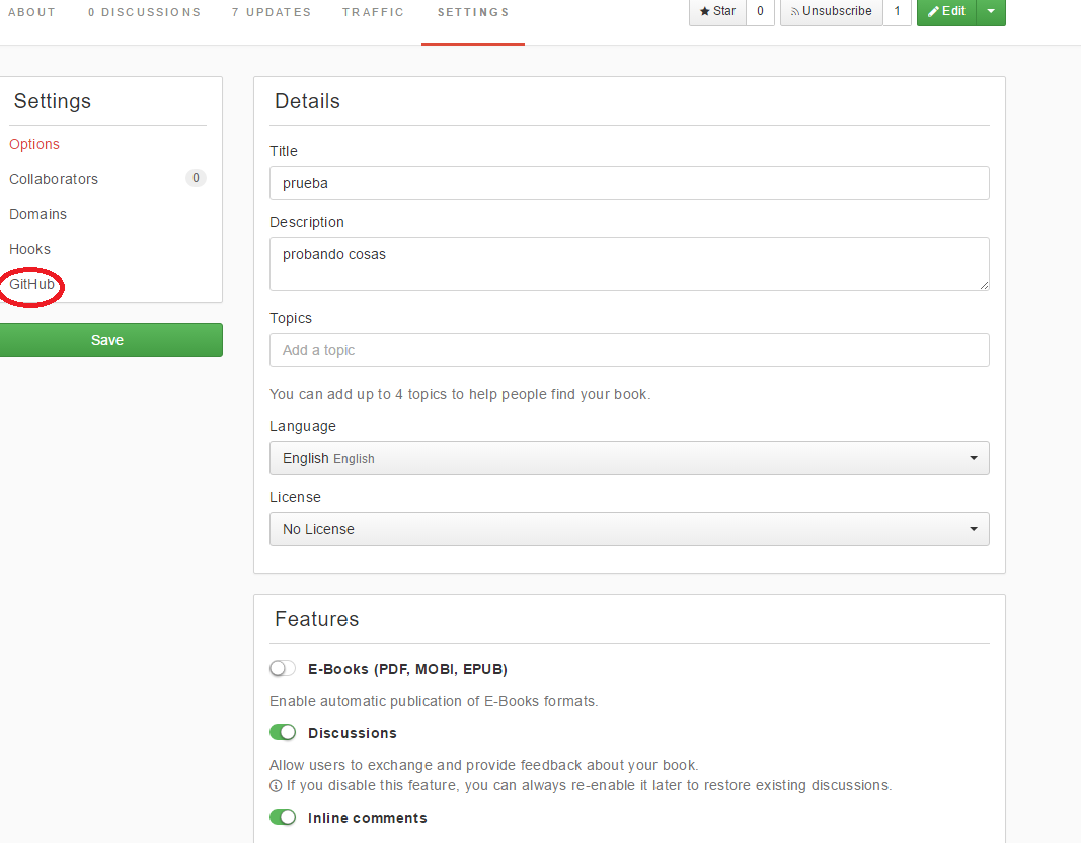 ABOUT
0 DISCUSSIONS
7 UPDATES
TRAFFIC
SETTINGS
Star
0
Unsubscribe
1
Edit
Settings
Options
Collaborators
0
Domains
Hooks
GitHub
Save
Details
Title
prueba
Description
probando cosas
Topics
Add a topic
You can add up to 4 topics to help people find your book.
Language
English English
License
No License
Features
E-Books (PDF, MOBI, EPUB)
Enable automatic publication of E-Books formats.
Discussions
Allow users to exchange and provide feedback about your book.
If you disable this feature, you can always re-enable it later to restore existing discussions.
Inline comments